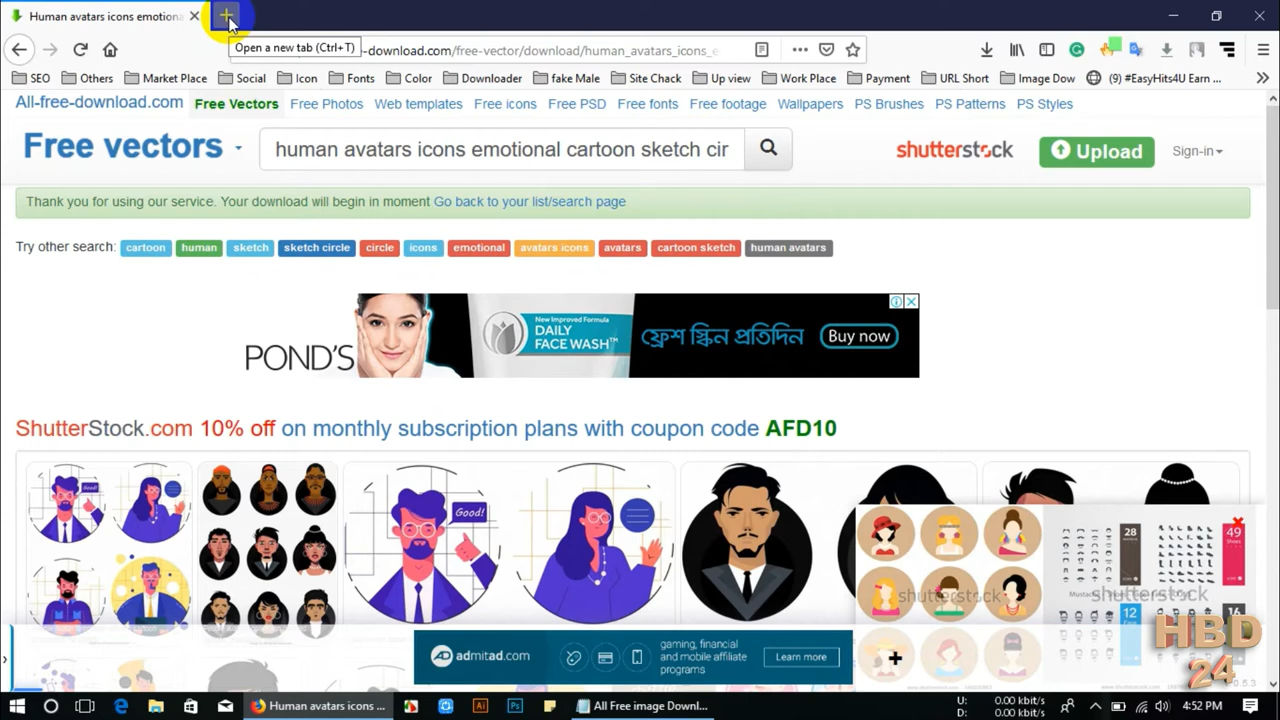 Human avatars icons emotiona
Open a new tab (Ctrl+T)
-download.com/free-vector/download/human_avatars_icons_e
SEO Others Market Place Social Icon Fonts Color Downloader fake Male Site Chack Up view Work Place Payment URL Short Image Dow (9) #EasyHits4U Earn ...
All-free-download.com Free Vectors Free Photos Web templates Free icons Free PSD Free fonts Free footage Wallpapers PS Brushes PS Patterns PS Styles
Free vectors human avatars icons emotional cartoon sketch cir shutterstock Upload Sign-in
Thank you for using our service. Your download will begin in moment Go back to your list/search page
Try other search: cartoon human sketch sketch circle circle icons emotional avatars icons avatars cartoon sketch human avatars
New Improved Formula
DAILY
FACE WASH™
POND'S
ফ্রেশ স্কিন প্রতিদিন
Buy now
ShutterStock.com 10% off on monthly subscription plans with coupon code AFD10
Good!
Good!
28
49
Shoes
shutterstock shutterstock
12
16
admitad.com
gaming, financial
and mobile affiliate
programs
Learn more
HBD
24
0.5.3
Human avatars icons ...
All Free image Downl...
U: 0.00 kbit/s
D: 0.00 kbit/s
4:52 PM